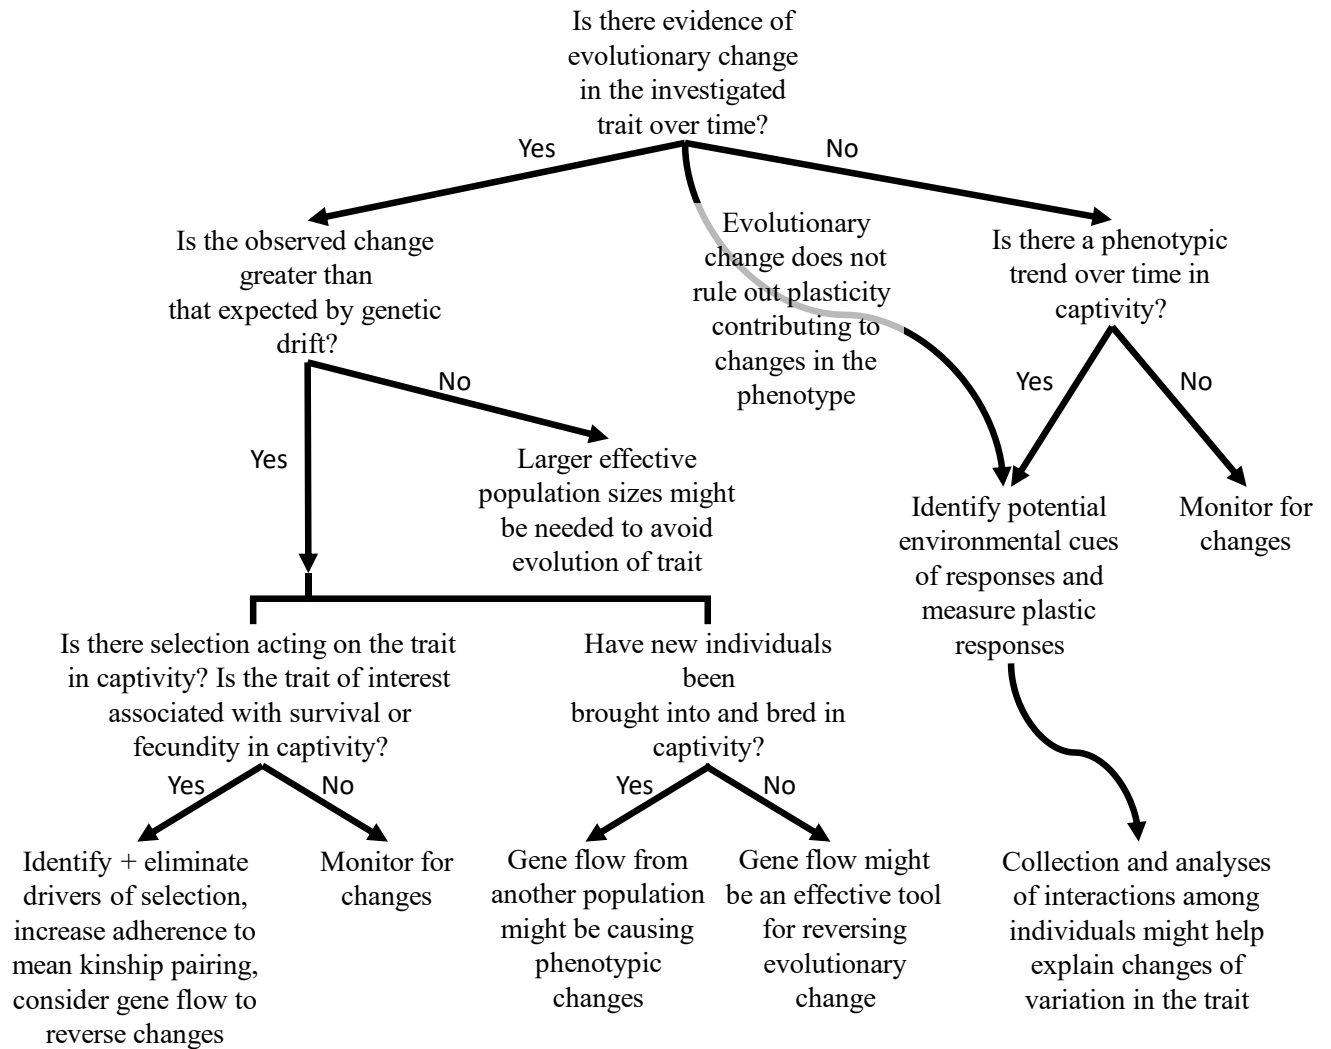 Is there evidence of
evolutionary change
in the investigated
trait over time?
Yes
No
Is the observed change
greater than
that expected by genetic
drift?
Evolutionary
change does not
rule out plasticity
contributing to
changes in the
phenotype
Is there a phenotypic
trend over time in
captivity?
Yes
No
Larger effective
population sizes might
be needed to avoid
evolution of trait
Yes
No
Identify potential
environmental cues
of responses and
measure plastic
responses
Monitor for
changes
Is there selection acting on the trait
in captivity? Is the trait of interest
associated with survival or
fecundity in captivity?
Have new individuals
been
brought into and bred in
captivity?
Yes
No
Yes
No
Identify + eliminate
drivers of selection,
increase adherence to
mean kinship pairing,
consider gene flow to
reverse changes
Monitor for
changes
Gene flow from
another population
might be causing
phenotypic
changes
Gene flow might
be an effective tool
for reversing
evolutionary
change
Collection and analyses
of interactions among
individuals might help
explain changes of
variation in the trait